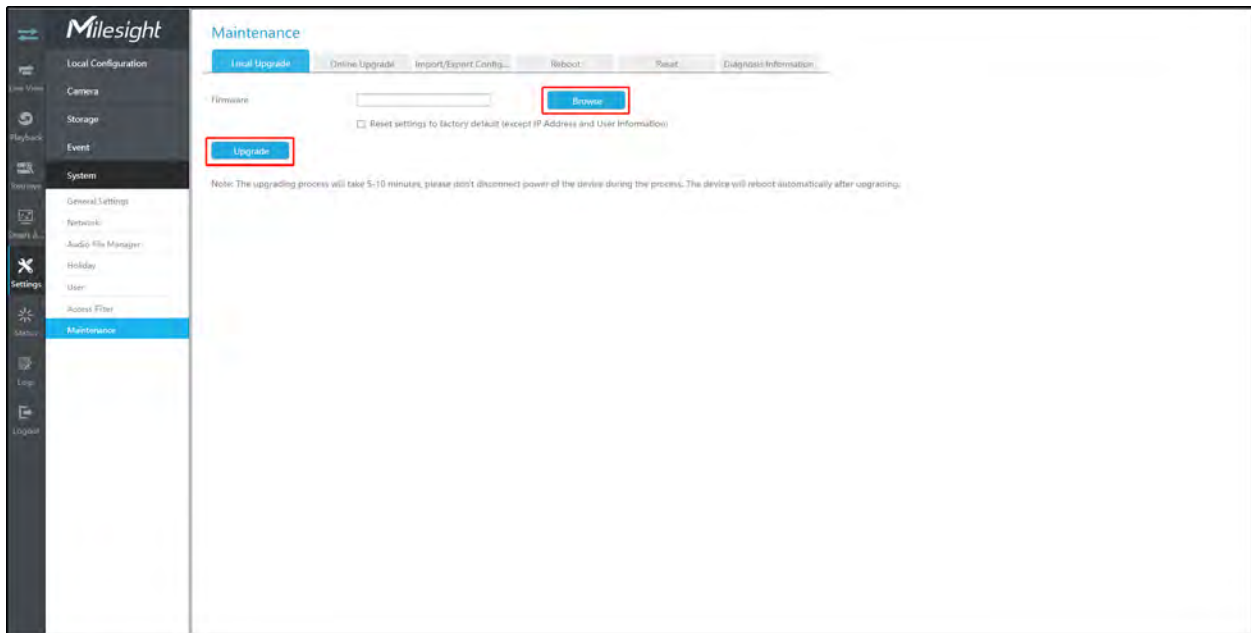 Milesight
Live View
Playback
Retrieve
Smart A...
Settings
Status
Logs
Logout
Local Configuration
Camera
Storage
Event
System
General Settings
Network
Audio File Manager
Holiday
User
Access Filter
Maintenance
Maintenance
Local Upgrade Online Upgrade Import/Export Config... Reboot Reset Diagnosis Information
Firmware Browse
Reset settings to factory default (except IP Address and User Information)
Upgrade
Note: The upgrading process will take 5-10 minutes, please don't disconnect power of the device during the process. The device will reboot automatically after upgrading.